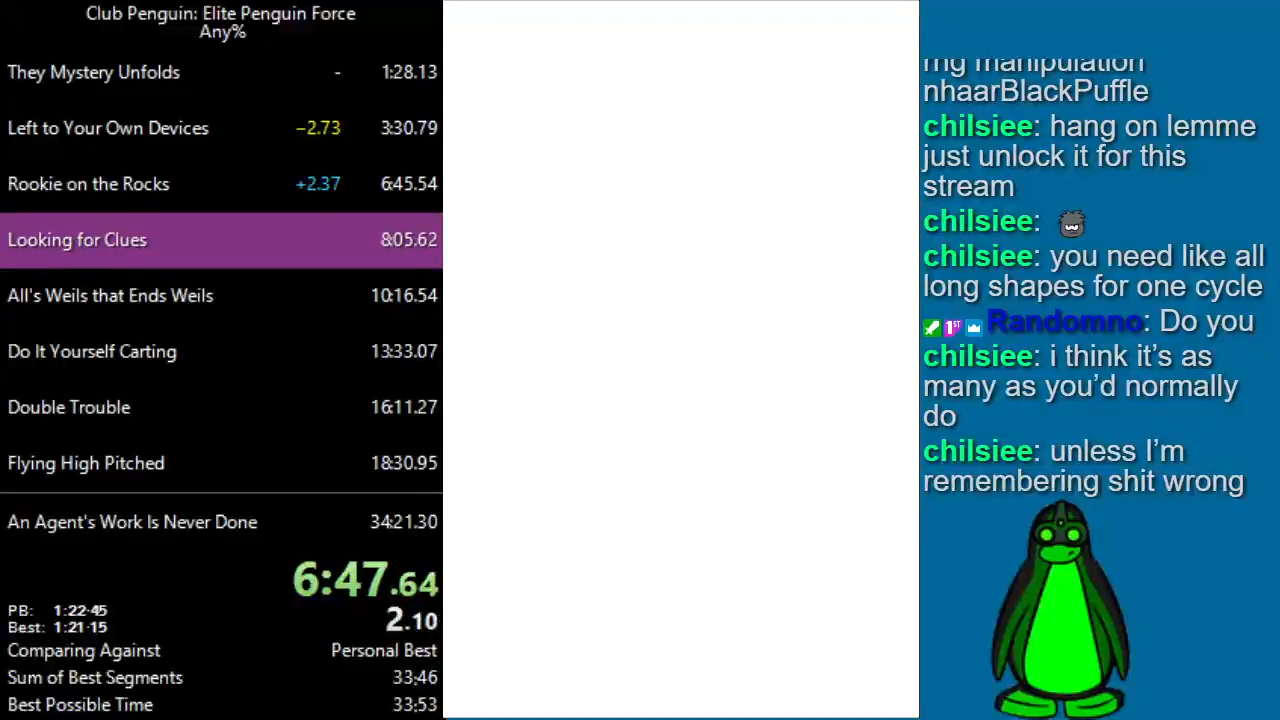 Club Penguin: Elite Penguin Force
Any%
They Mystery Unfolds - 1:28.13
Left to Your Own Devices −2.73 3:30.79
Rookie on the Rocks +2.37 6:45.54
Looking for Clues 8:05.62
All's Weils that Ends Weils 10:16.54
Do It Yourself Carting 13:33.07
Double Trouble 16:11.27
Flying High Pitched 18:30.95
An Agent's Work Is Never Done 34:21.30
6:47.64
PB: 1:22.45
Best: 1:21.15
2.10
Comparing Against Personal Best
Sum of Best Segments 33:46
Best Possible Time 33:53
rng manipulation
nhaarBlackPuffle
chilsiee: hang on lemme
just unlock it for this
stream
chilsiee:
chilsiee: you need like all
long shapes for one cycle
1ST Randomno: Do you
chilsiee: i think it's as
many as you'd normally
do
chilsiee: unless I'm
remembering shit wrong